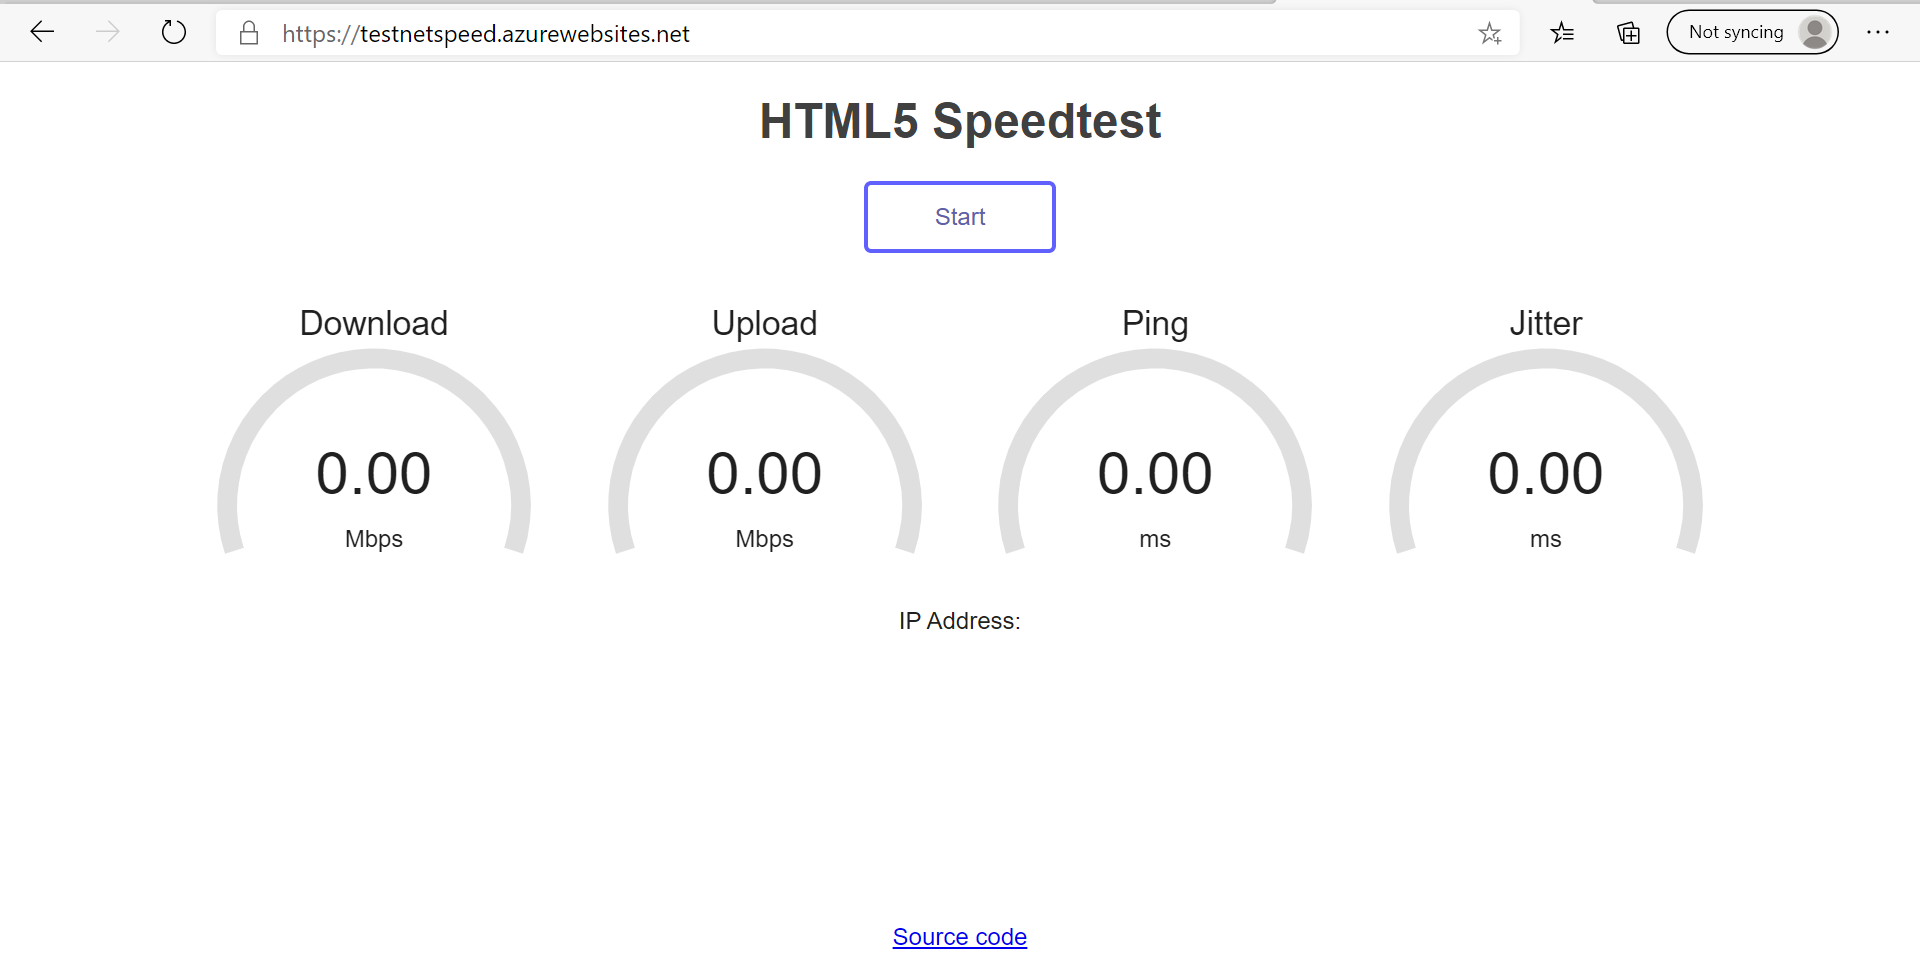 https://testnetspeed.azurewebsites.net
Not syncing
HTML5 Speedtest
Start
Download Upload Ping Jitter
0.00 0.00 0.00 0.00
Mbps Mbps ms ms
IP Address:
Source code